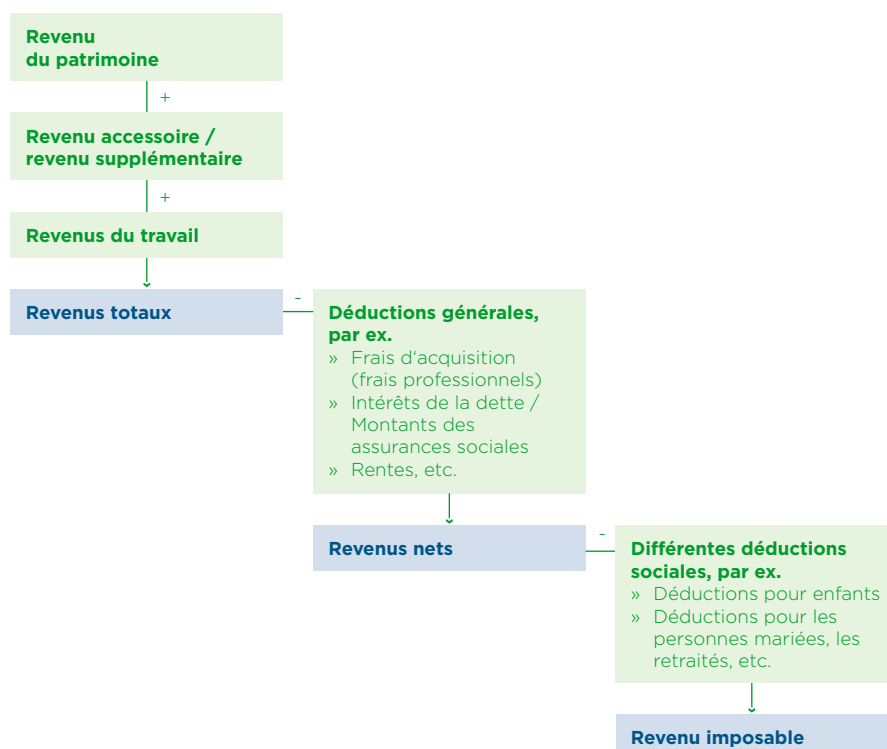 Revenu
du patrimoine
+
Revenu accessoire /
revenu supplémentaire
+
Revenus du travail
Revenus totaux
-
Déductions générales,
par ex.
» Frais d‘acquisition
(frais professionnels)
» Intérêts de la dette /
Montants des
assurances sociales
» Rentes, etc.
Revenus nets
-
Différentes déductions
sociales, par ex.
» Déductions pour enfants
» Déductions pour les
personnes mariées, les
retraités, etc.
Revenu imposable